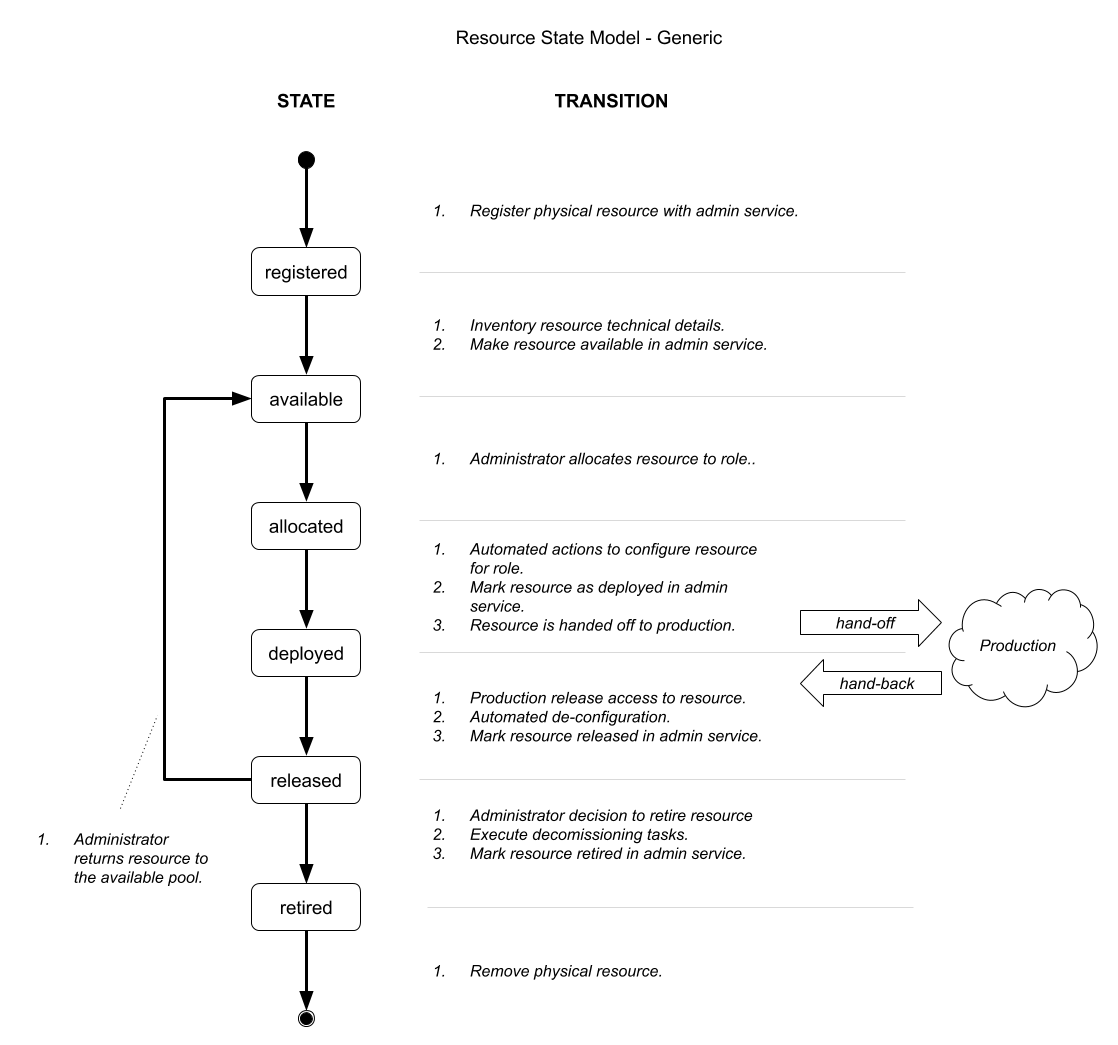 Resource State Model - Generic
STATE
TRANSITION
1. Register physical resource with admin service.
registered
1. Inventory resource technical details.
2. Make resource available in admin service.
available
1. Administrator allocates resource to role..
allocated
1. Automated actions to configure resource
for role.
2. Mark resource as deployed in admin
service.
3. Resource is handed off to production.
hand-off
Production
deployed
hand-back
1. Production release access to resource.
2. Automated de-configuration.
3. Mark resource released in admin service.
released
1. Administrator decision to retire resource
2. Execute decomissioning tasks.
3. Mark resource retired in admin service.
1. Administrator
returns resource to
the available pool.
retired
1. Remove physical resource.